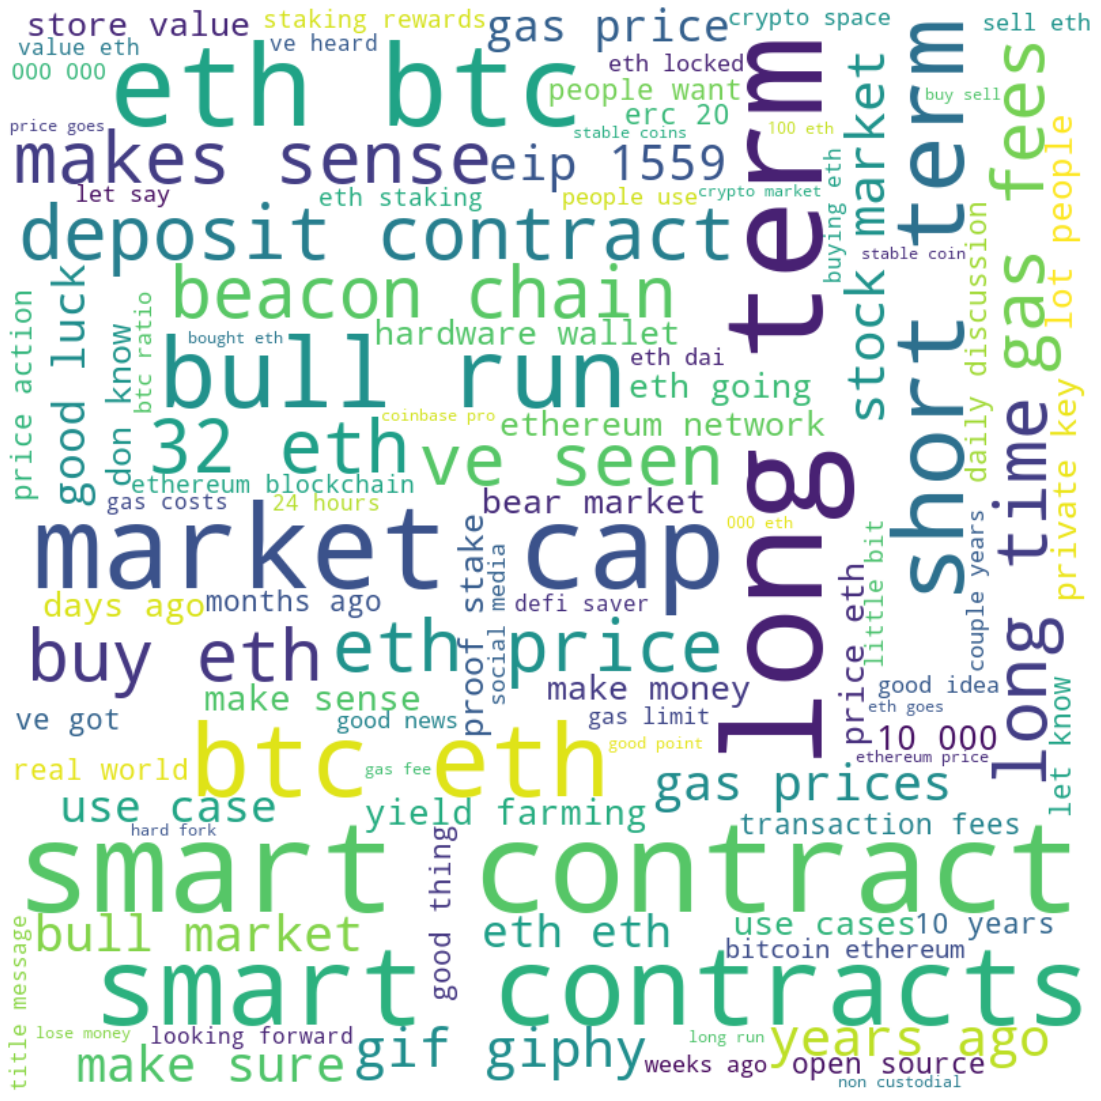 store value
staking rewards
gas price
crypto space
sell eth
value eth
ve heard
eth locked
000 000
eth btc
people want
buy sell
erc 20
price goes
stable coins
100 eth
makes sense
eip 1559
let say
eth staking
people use
crypto market
deposit contract
long term
buying eth
stock market
short term
stable coin
gas fees
lot people
daily discussion
beacon chain
price action
good luck
don know
btc ratio
bought eth
hardware wallet
bull run
eth dai
eth going
coinbase pro
ethereum network
32 eth
ve seen
ethereum blockchain
gas costs
24 hours
bear market
000 eth
long time
private key
market cap
proof stake
social media
defi saver
little bit
couple years
days ago
months ago
buy eth
eth price
price eth
make sense
make money
good idea
ve got
good news
gas limit
eth goes
10 000
let know
btc eth
good point
ethereum price
real world
gas fee
gas prices
use case
yield farming
transaction fees
hard fork
smart contract
good thing
bull market
eth eth
use cases
10 years
bitcoin ethereum
title message
smart contracts
lose money
looking forward
gif giphy
long run
years ago
make sure
weeks ago
open source
non custodial